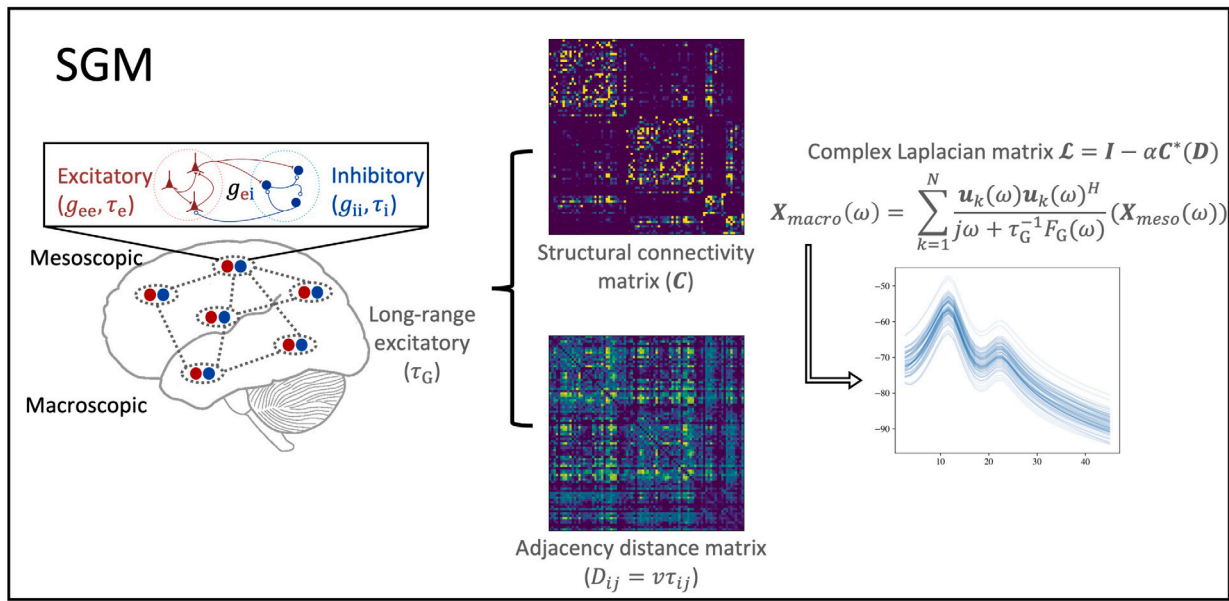 SGM
Excitatory
(g_ee, τ_e)
g_ei
Inhibitory
(g_ii, τ_i)
Mesoscopic
Macroscopic
Long-range
excitatory
(τ_G)
Structural connectivity
matrix (C)
Adjacency distance matrix
(D_ij = vτ_ij)
Complex Laplacian matrix 𝓛 = I − αC*(D)
X_macro(ω) = ∑_{k=1}^{N} u_k(ω)u_k(ω)^H / (jω + τ_G^{-1}F_G(ω)) (X_meso(ω))
−50
−60
−70
−80
−90
10 20 30 40